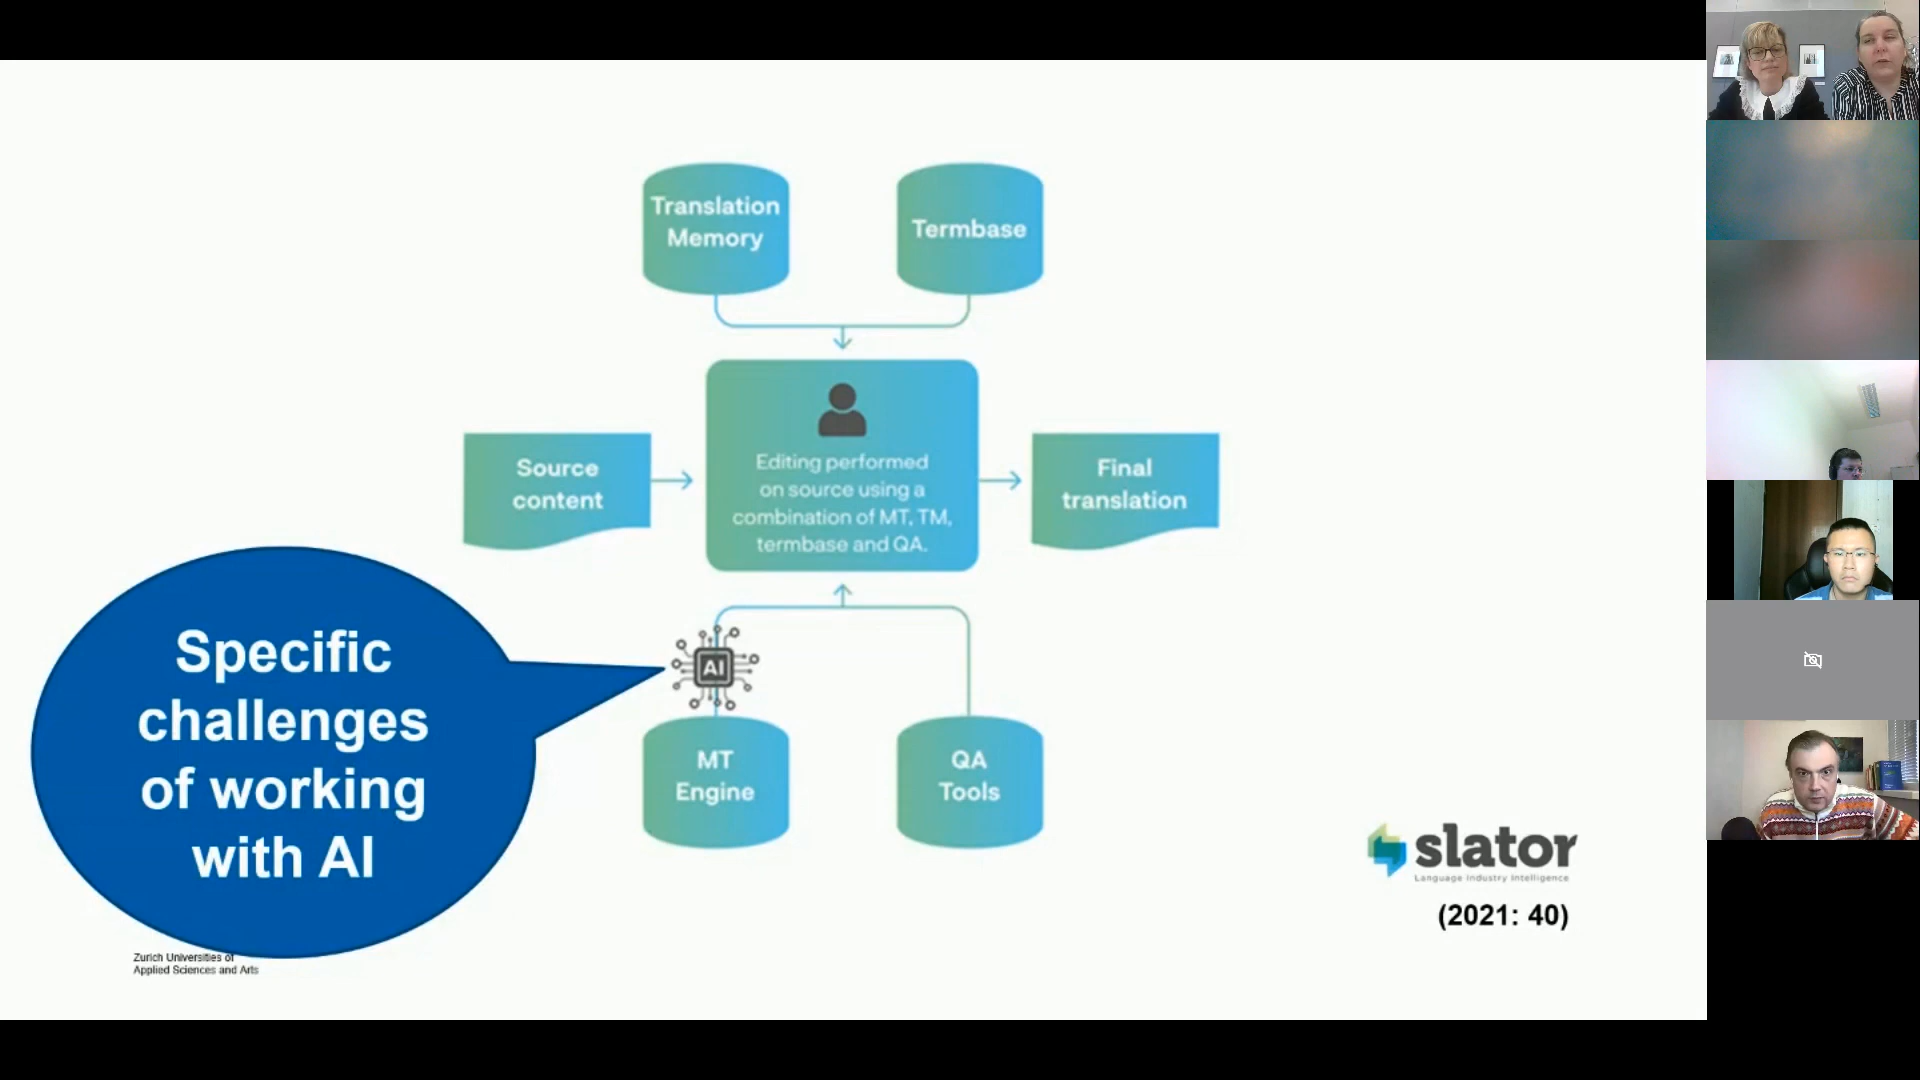 Translation
Memory
Termbase
Editing performed
on source using a
combination of MT, TM,
termbase and QA.
Source
content
Final
translation
AI
Specific
challenges
of working
with AI
MT
Engine
QA
Tools
slator
Language Industry Intelligence
(2021: 40)
Zurich Universities of
Applied Sciences and Arts